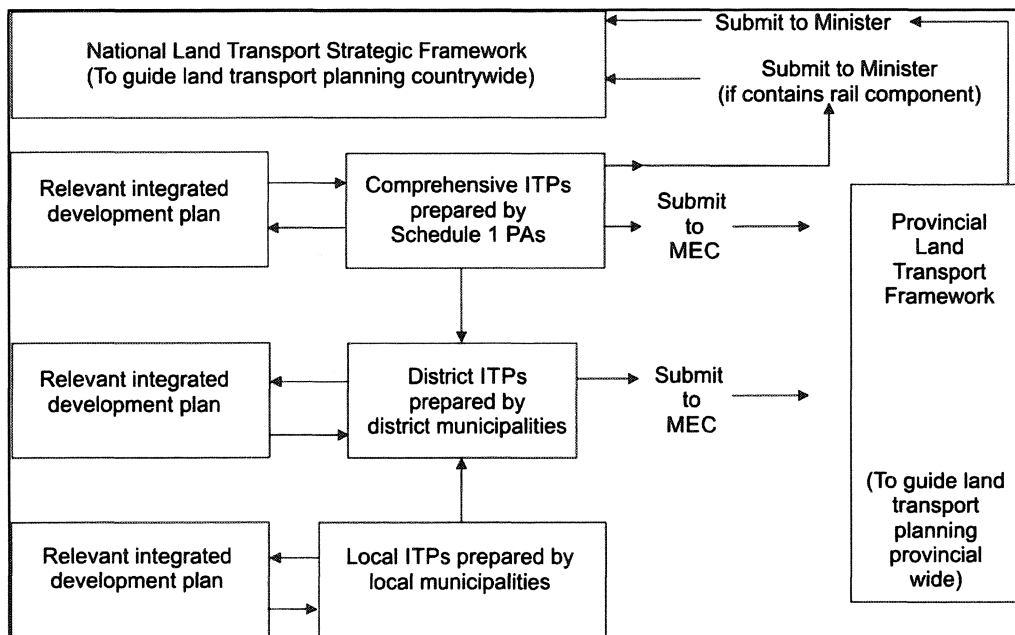 National Land Transport Strategic Framework
(To guide land transport planning countrywide)
Submit to Minister
Submit to Minister
(if contains rail component)
Relevant integrated
development plan
Comprehensive ITPs
prepared by
Schedule 1 PAs
Submit
to
MEC
Provincial
Land
Transport
Framework
(To guide land
transport
planning
provincial
wide)
Relevant integrated
development plan
District ITPs
prepared by
district municipalities
Submit
to
MEC
Relevant integrated
development plan
Local ITPs prepared by
local municipalities